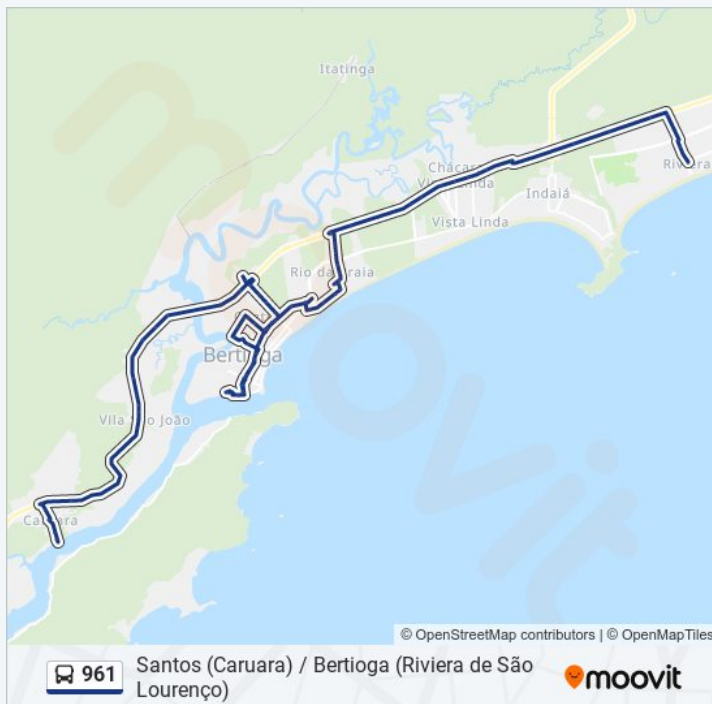 Itatinga
Chácara
Vista Linda
Riviera
Indaiá
Vista Linda
Rio da Praia
Bertioga
Vila São João
Caruara
moovit
© OpenStreetMap contributors | © OpenMapTiles
961
Santos (Caruara) / Bertioga (Riviera de São
Lourenço)
moovit